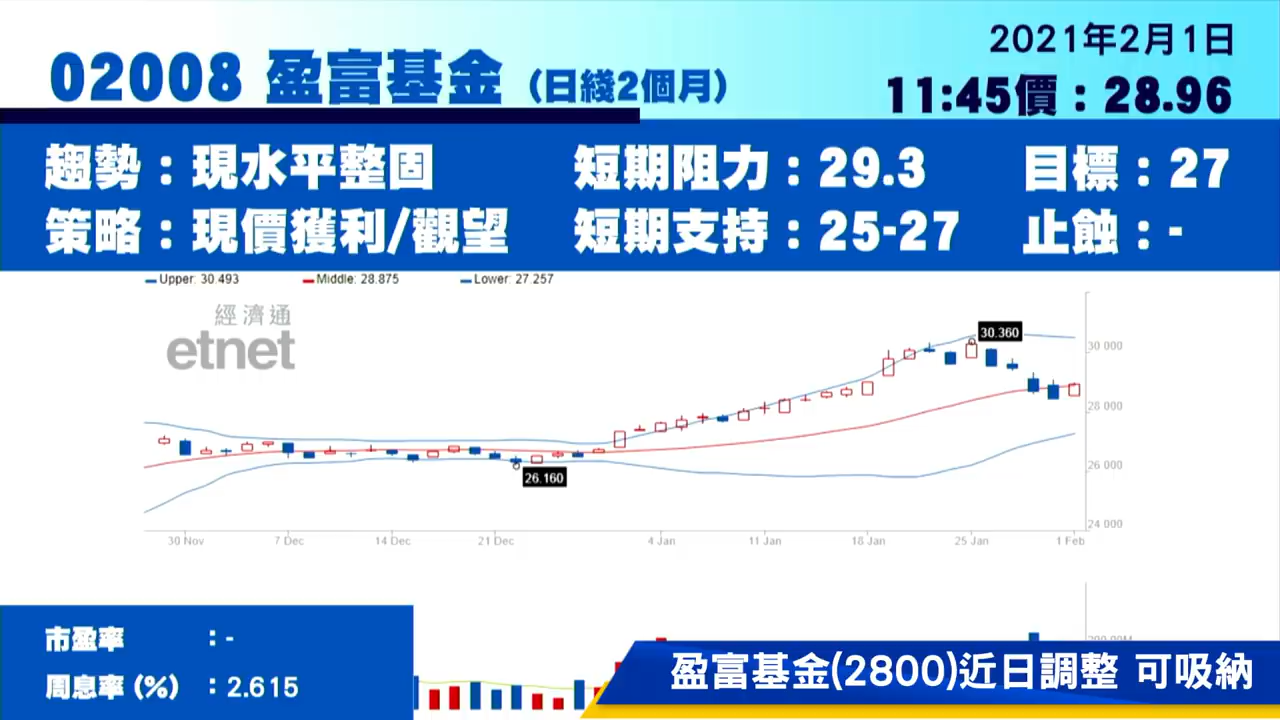 02008 盈富基金 (日綫2個月)
2021年2月1日
11:45價：28.96
趨勢：現水平整固 短期阻力：29.3 目標：27
策略：現價獲利/觀望 短期支持：25-27 止蝕：-
Upper: 30.493 Middle: 28.875 Lower: 27.257
經濟通
etnet
30.360
30 000
28 000
26 000
26.160
24 000
30 Nov 7 Dec 14 Dec 21 Dec 4 Jan 11 Jan 18 Jan 25 Jan 1 Feb
市盈率 ：-
周息率 (%) ：2.615
盈富基金(2800)近日調整 可吸納